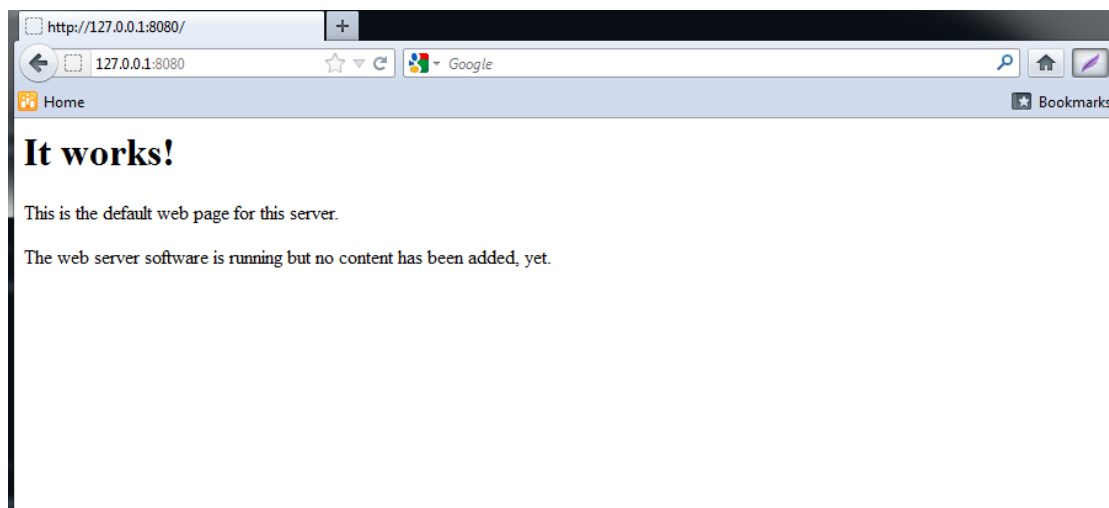 http://127.0.0.1:8080/
127.0.0.1:8080 Google
Home Bookmarks
It works!
This is the default web page for this server.
The web server software is running but no content has been added, yet.